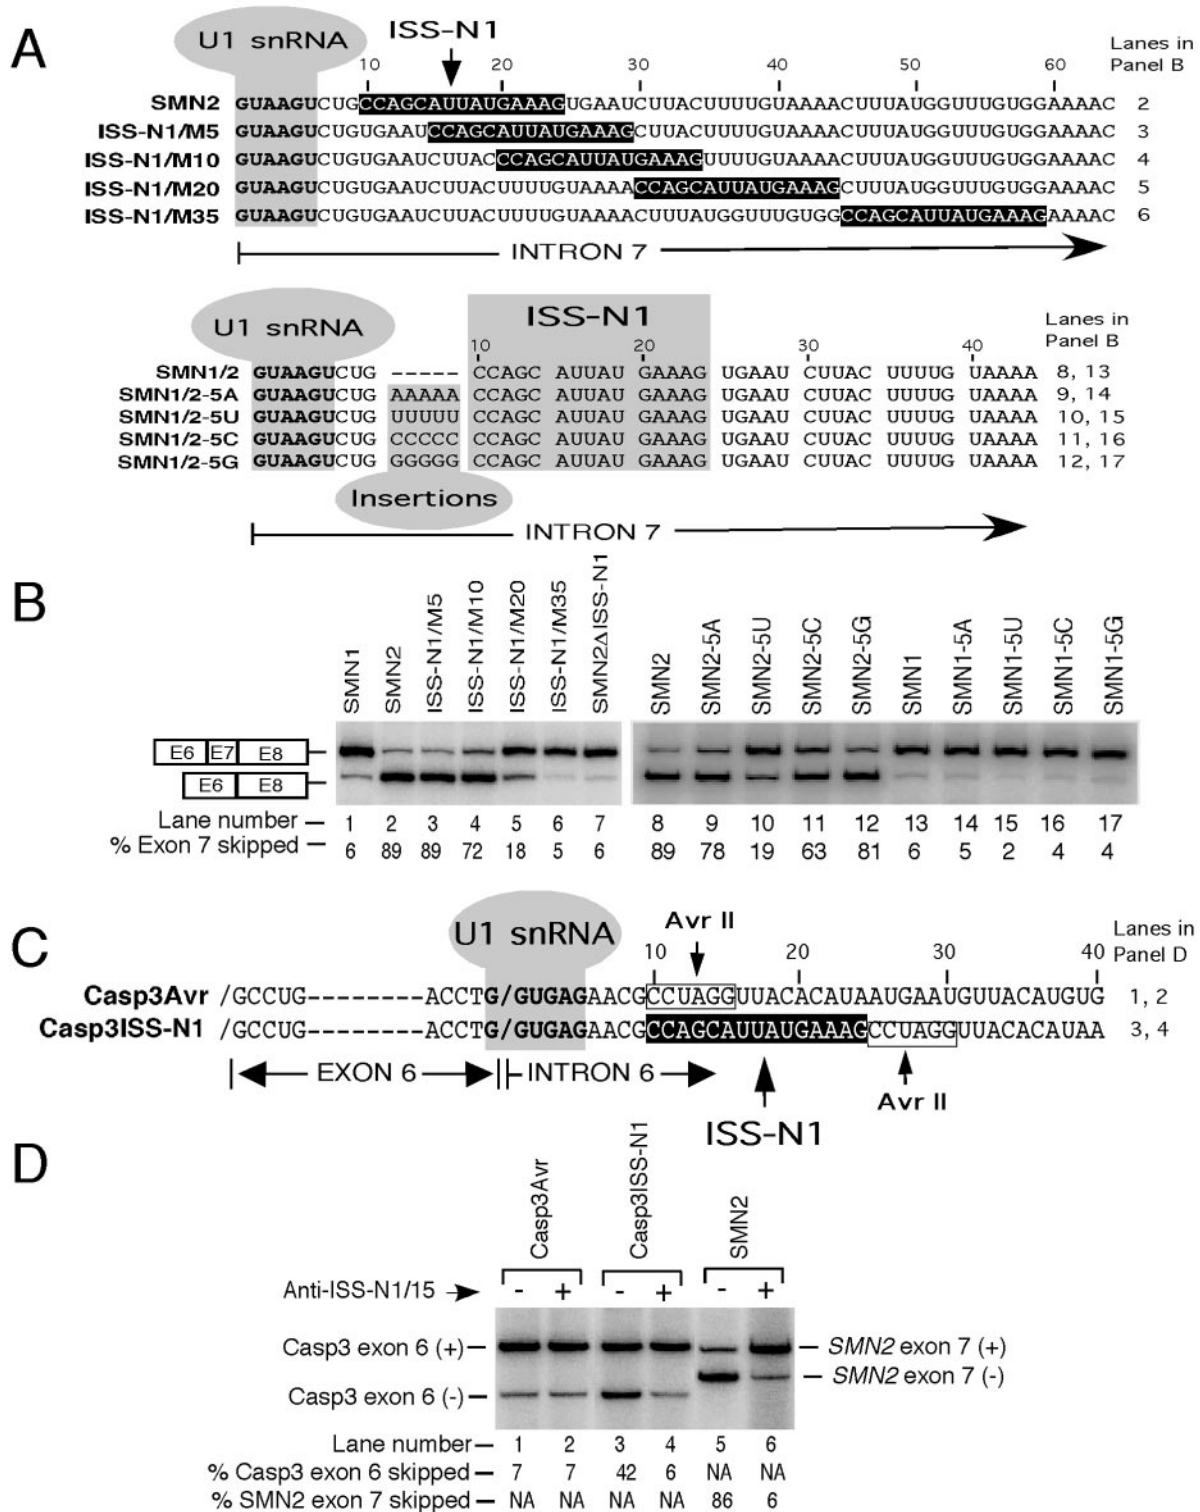 A
U1 snRNA
ISS-N1
Lanes in
Panel B
10 20 30 40 50 60
SMN2 GUAAGUCUGCCAGCAUUAUGAAAGUGAAUCUUACUUUUGUAAAACUUUAUGGUUUGUGGAAAAC 2
ISS-N1/M5 GUAAGUCUGUGAAUCCAGCAUUAUGAAAGCUUACUUUUGUAAAACUUUAUGGUUUGUGGAAAAC 3
ISS-N1/M10 GUAAGUCUGUGAAUCUUACCCAGCAUUAUGAAAGUUUUGUAAAACUUUAUGGUUUGUGGAAAAC 4
ISS-N1/M20 GUAAGUCUGUGAAUCUUACUUUUGUAAAACCAGCAUUAUGAAAGCUUUAUGGUUUGUGGAAAAC 5
ISS-N1/M35 GUAAGUCUGUGAAUCUUACUUUUGUAAAACUUUAUGGUUUGUGGCCAGCAUUAUGAAAGAAAAC 6
INTRON 7
U1 snRNA
ISS-N1
Lanes in
Panel B
10 20 30 40
SMN1/2 GUAAGUCUG ----- CCAGC AUUAU GAAAG UGAAU CUUAC UUUUG UAAAA 8, 13
SMN1/2-5A GUAAGUCUG AAAAA CCAGC AUUAU GAAAG UGAAU CUUAC UUUUG UAAAA 9, 14
SMN1/2-5U GUAAGUCUG UUUUU CCAGC AUUAU GAAAG UGAAU CUUAC UUUUG UAAAA 10, 15
SMN1/2-5C GUAAGUCUG CCCCC CCAGC AUUAU GAAAG UGAAU CUUAC UUUUG UAAAA 11, 16
SMN1/2-5G GUAAGUCUG GGGGG CCAGC AUUAU GAAAG UGAAU CUUAC UUUUG UAAAA 12, 17
Insertions
INTRON 7
B
SMN1 SMN2 ISS-N1/M5 ISS-N1/M10 ISS-N1/M20 ISS-N1/M35 SMN2ΔISS-N1 SMN2 SMN2-5A SMN2-5U SMN2-5C SMN2-5G SMN1 SMN1-5A SMN1-5U SMN1-5C SMN1-5G
E6 E7 E8
E6 E8
Lane number 1 2 3 4 5 6 7 8 9 10 11 12 13 14 15 16 17
% Exon 7 skipped 6 89 89 72 18 5 6 89 78 19 63 81 6 5 2 4 4
C
U1 snRNA
Avr II
Lanes in
Panel D
10 20 30 40
Casp3Avr /GCCUG--------ACCTG/GUGAGAACGCCUAGGUUACACAUAAUGAAUGUUACAUGUG 1, 2
Casp3ISS-N1 /GCCUG--------ACCTG/GUGAGAACGCCAGCAUUAUGAAAGCCUAGGUUACACAUAA 3, 4
EXON 6 INTRON 6
Avr II
ISS-N1
D
Casp3Avr Casp3ISS-N1 SMN2
Anti-ISS-N1/15 - + - + - +
Casp3 exon 6 (+) SMN2 exon 7 (+)
Casp3 exon 6 (-) SMN2 exon 7 (-)
Lane number 1 2 3 4 5 6
% Casp3 exon 6 skipped 7 7 42 6 NA NA
% SMN2 exon 7 skipped NA NA NA NA 86 6